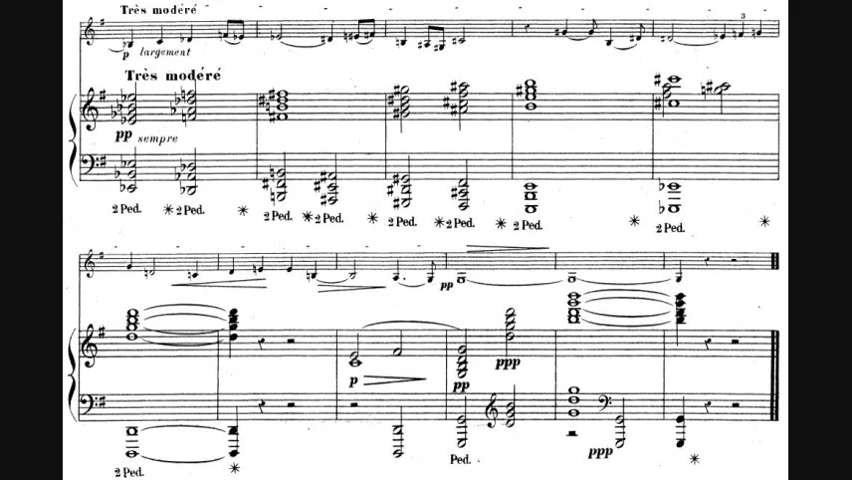 Très modéré
3
p largement
Très modéré
pp sempre
2 Ped. * 2 Ped. * 2 Ped. * 2 Ped. * 2 Ped. * 2 Ped. * 2 Ped. * 2 Ped. *
pp
p pp ppp
ppp
2 Ped. * Ped. *